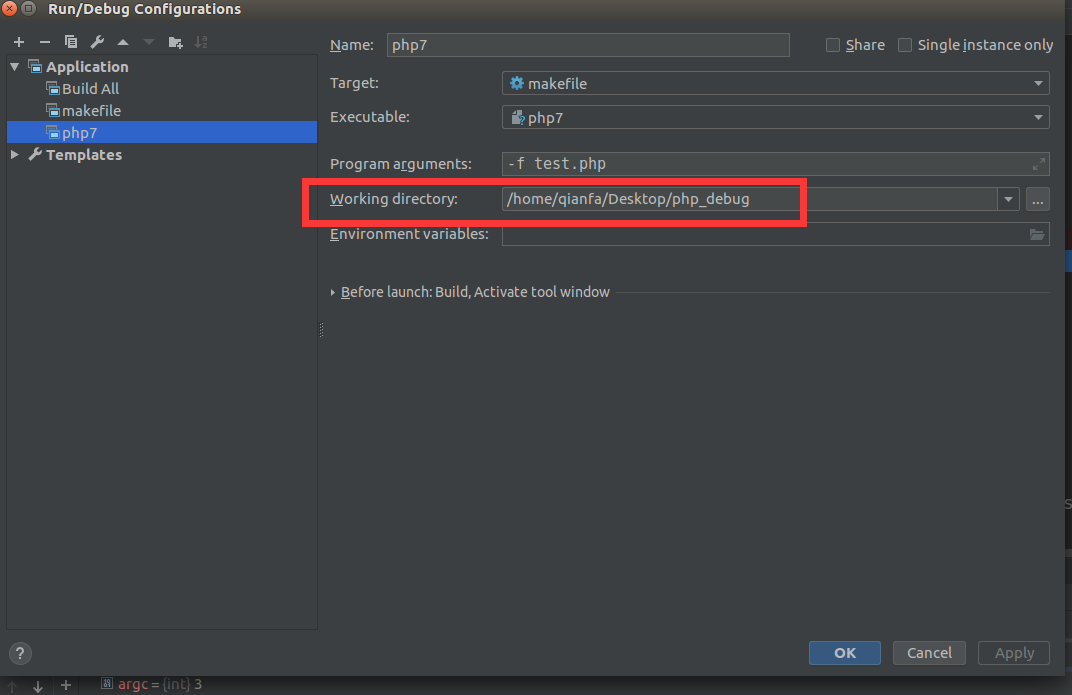 Run/Debug Configurations
Name: php7 Share Single instance only
Application
Build All
makefile
php7
Templates
Target: makefile
Executable: php7
Program arguments: -f test.php
Working directory: /home/qianfa/Desktop/php_debug ...
Environment variables:
Before launch: Build, Activate tool window
? OK Cancel Apply
argc = {int} 3